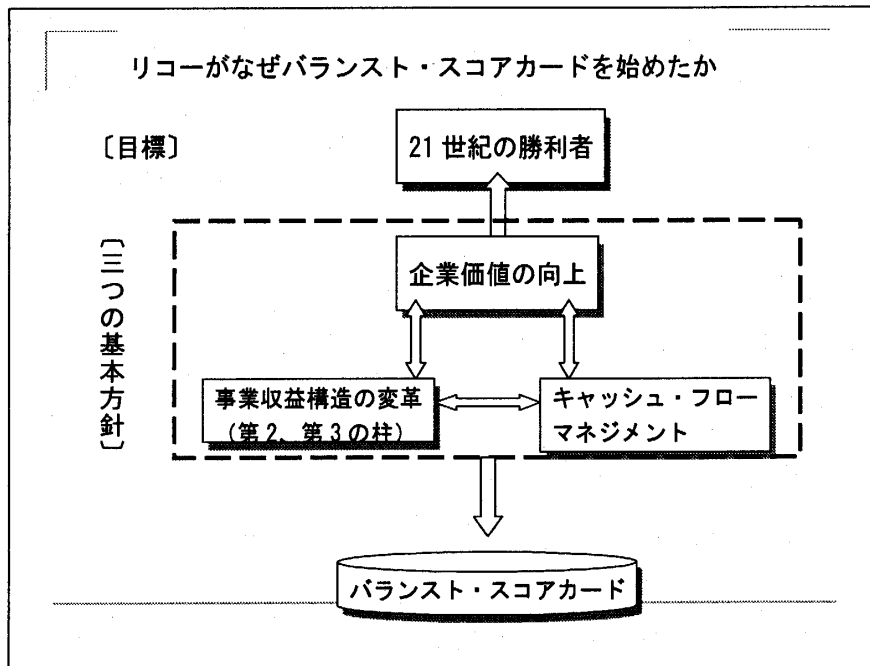 リコーがなぜバランスト・スコアカードを始めたか
〔目標〕
21世紀の勝利者
〔三つの基本方針〕
企業価値の向上
事業収益構造の変革
(第2、第3の柱)
キャッシュ・フロー
マネジメント
バランスト・スコアカード